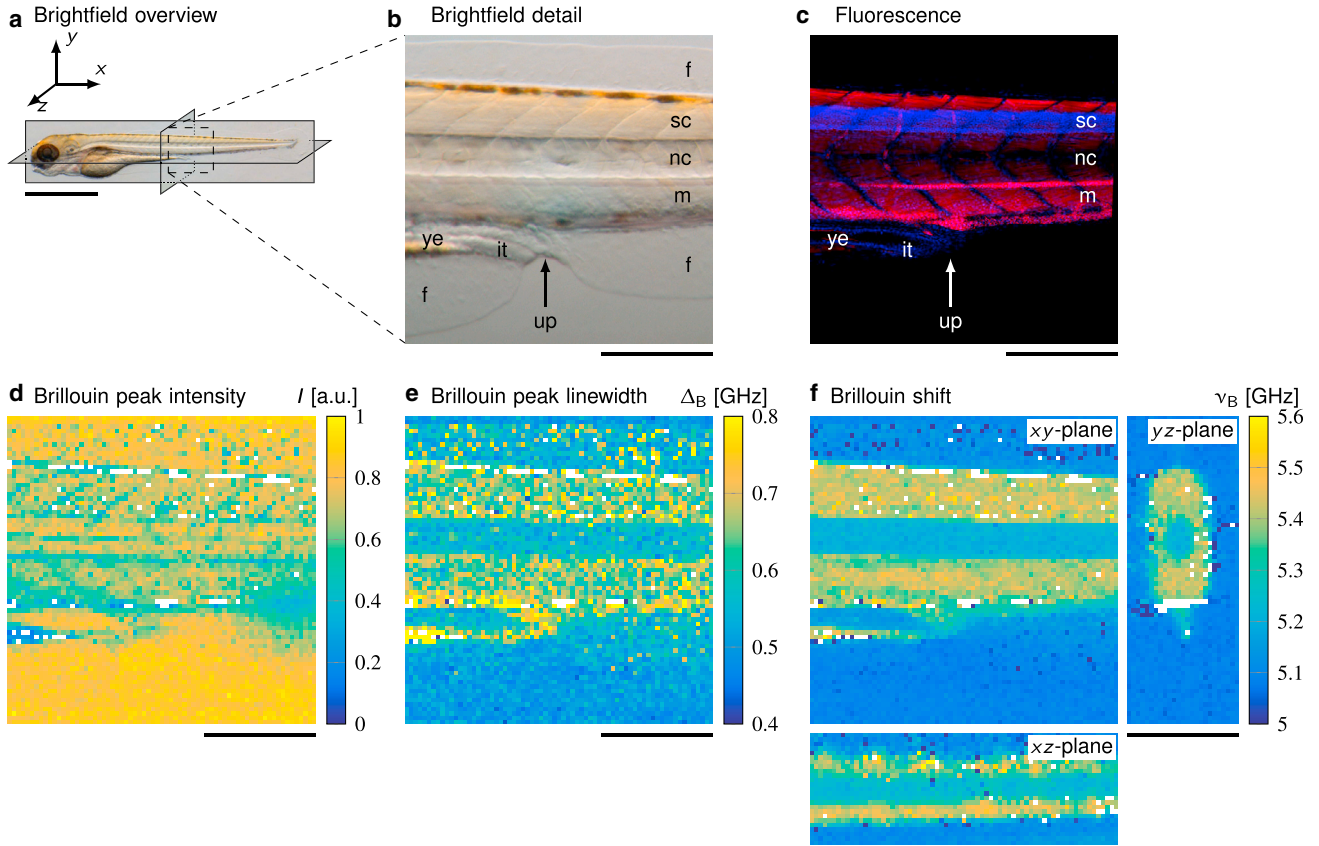 a Brightfield overview
y
x
z
b Brightfield detail
f
sc
nc
m
ye
it
f
f
up
c Fluorescence
sc
nc
m
ye
it
up
d Brillouin peak intensity I [a.u.]
1
0.8
0.6
0.4
0.2
0
e Brillouin peak linewidth ΔB [GHz]
0.8
0.7
0.6
0.5
0.4
f Brillouin shift νB [GHz]
xy-plane
yz-plane
5.6
5.5
5.4
5.3
5.2
5.1
5
xz-plane